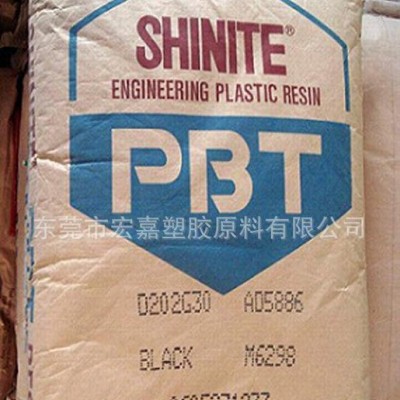 SHINITE®
ENGINEERING PLASTIC RESIN
PBT
东莞市宏嘉塑胶原料有限公司
D202G30 AD5886
BLACK M6298